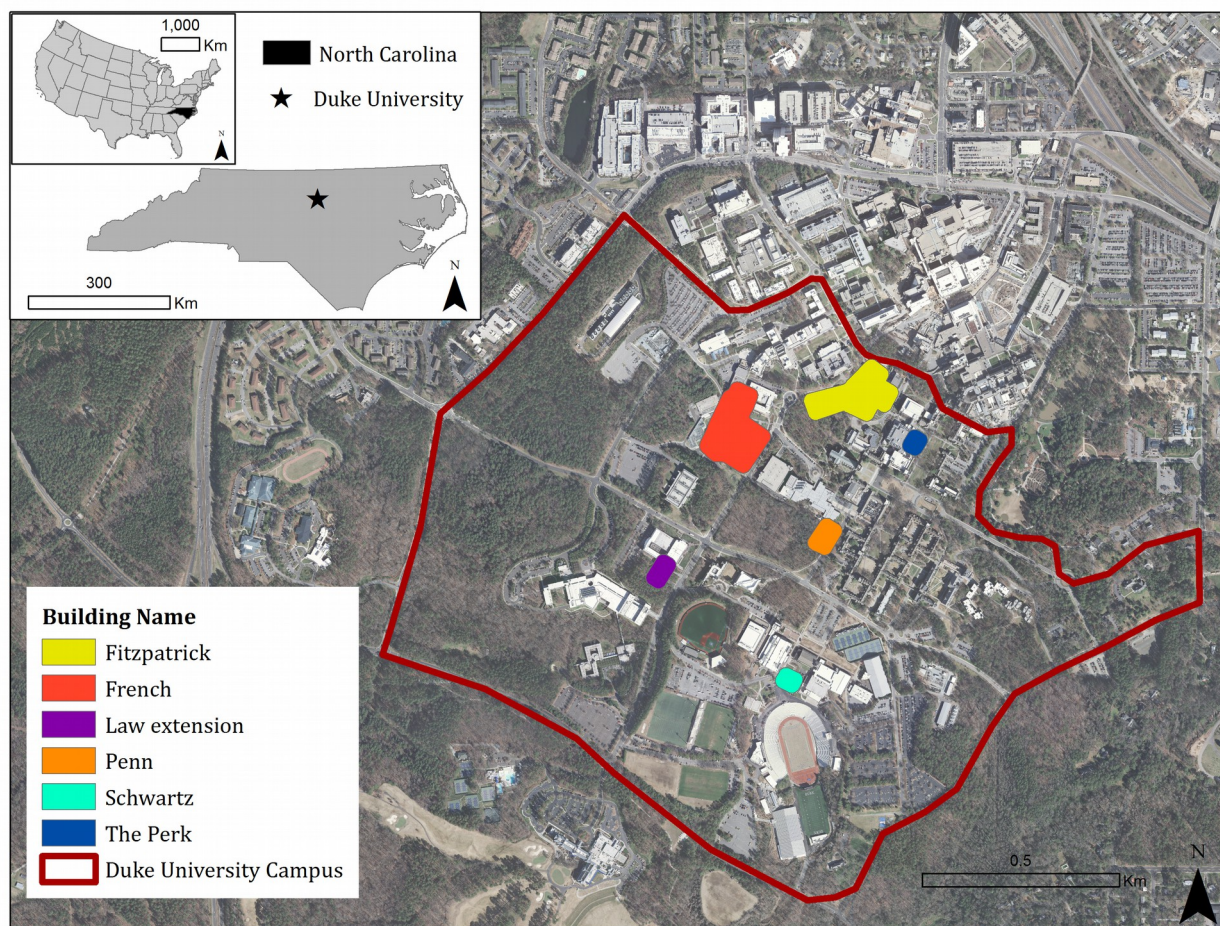 1,000
Km
N
North Carolina
Duke University
300
Km
N
Building Name
Fitzpatrick
French
Law extension
Penn
Schwartz
The Perk
Duke University Campus
0.5
Km
N